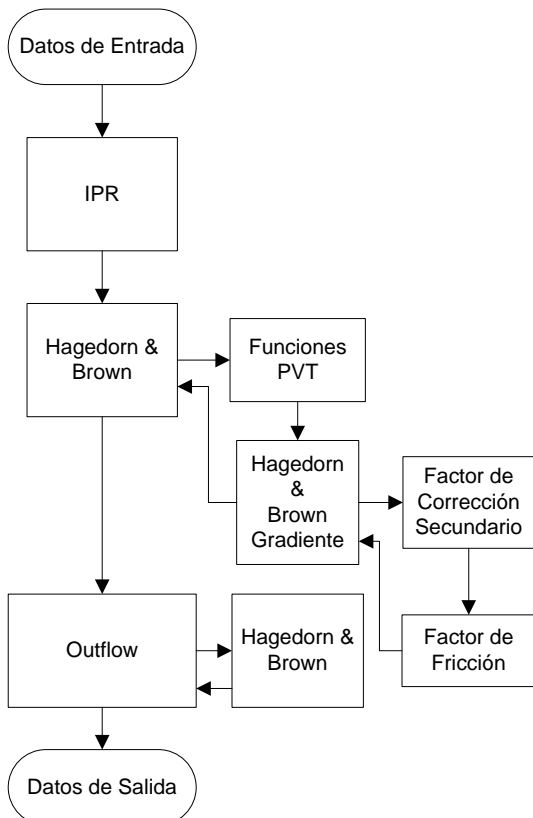 Datos de Entrada
IPR
Hagedorn &
Brown
Funciones
PVT
Hagedorn
&
Brown
Gradiente
Factor de
Corrección
Secundario
Factor de
Fricción
Outflow
Hagedorn &
Brown
Datos de Salida